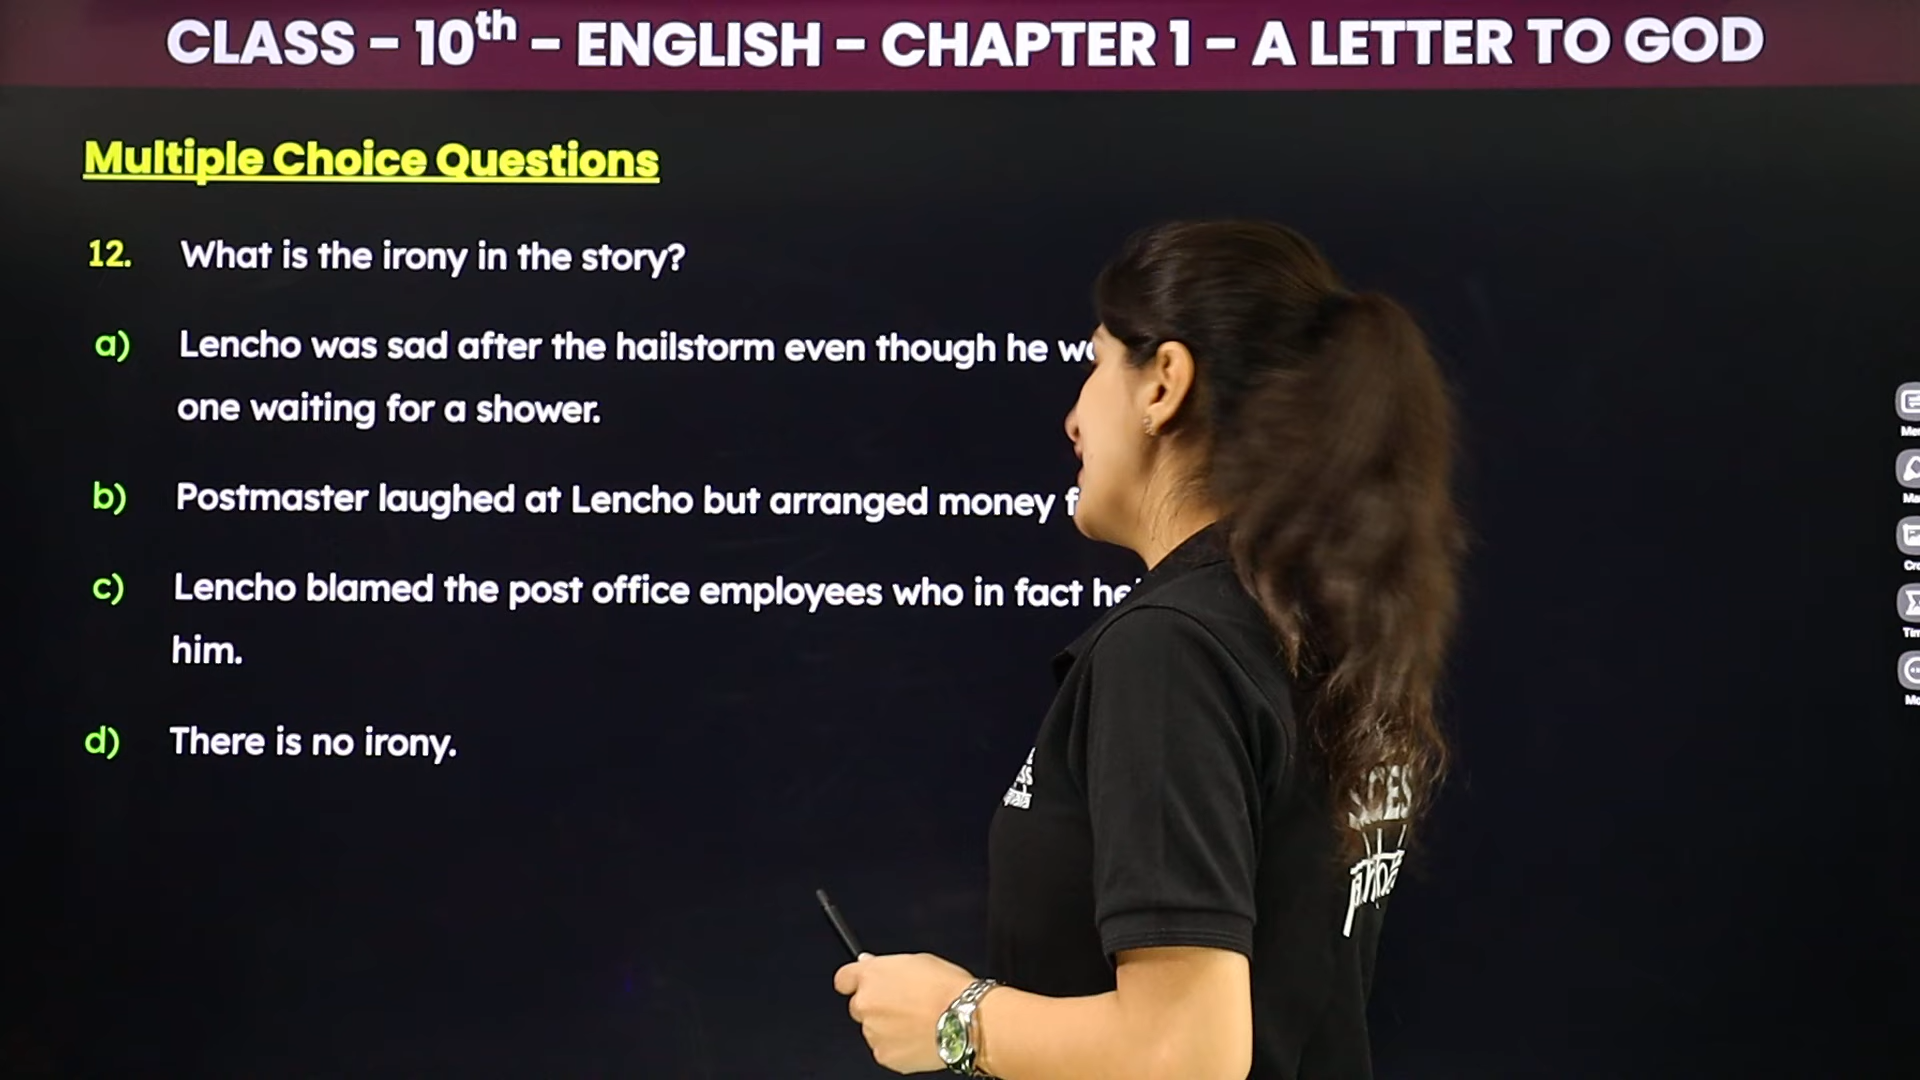 CLASS – 10th – ENGLISH – CHAPTER 1 – A LETTER TO GOD
Multiple Choice Questions
12. What is the irony in the story?
a) Lencho was sad after the hailstorm even though he
one waiting for a shower.
b) Postmaster laughed at Lencho but arranged money
c) Lencho blamed the post office employees who in fact
him.
d) There is no irony.